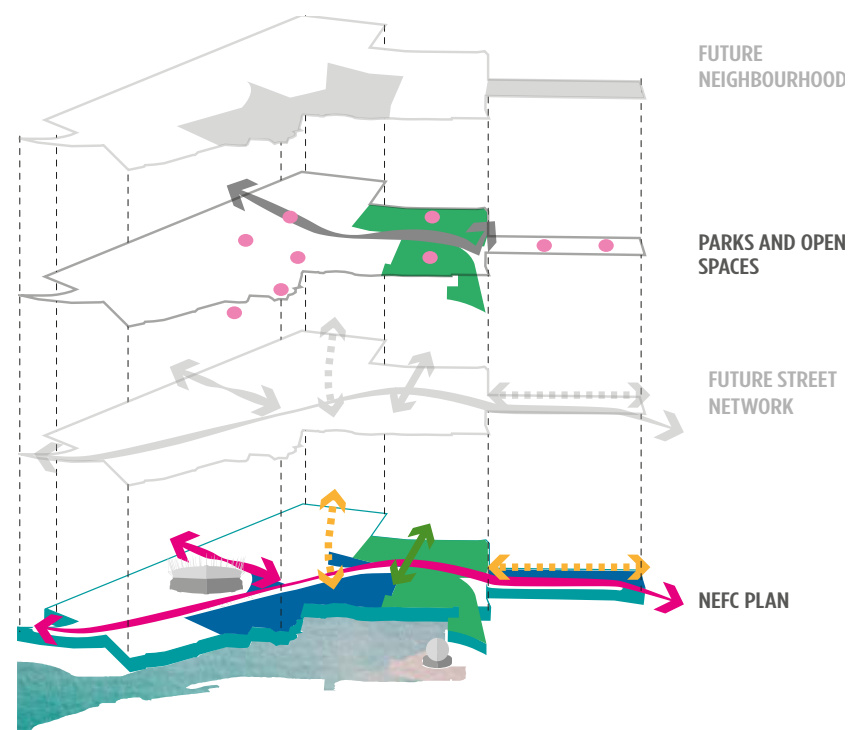 FUTURE
NEIGHBOURHOOD
PARKS AND OPEN
SPACES
FUTURE STREET
NETWORK
NEFC PLAN